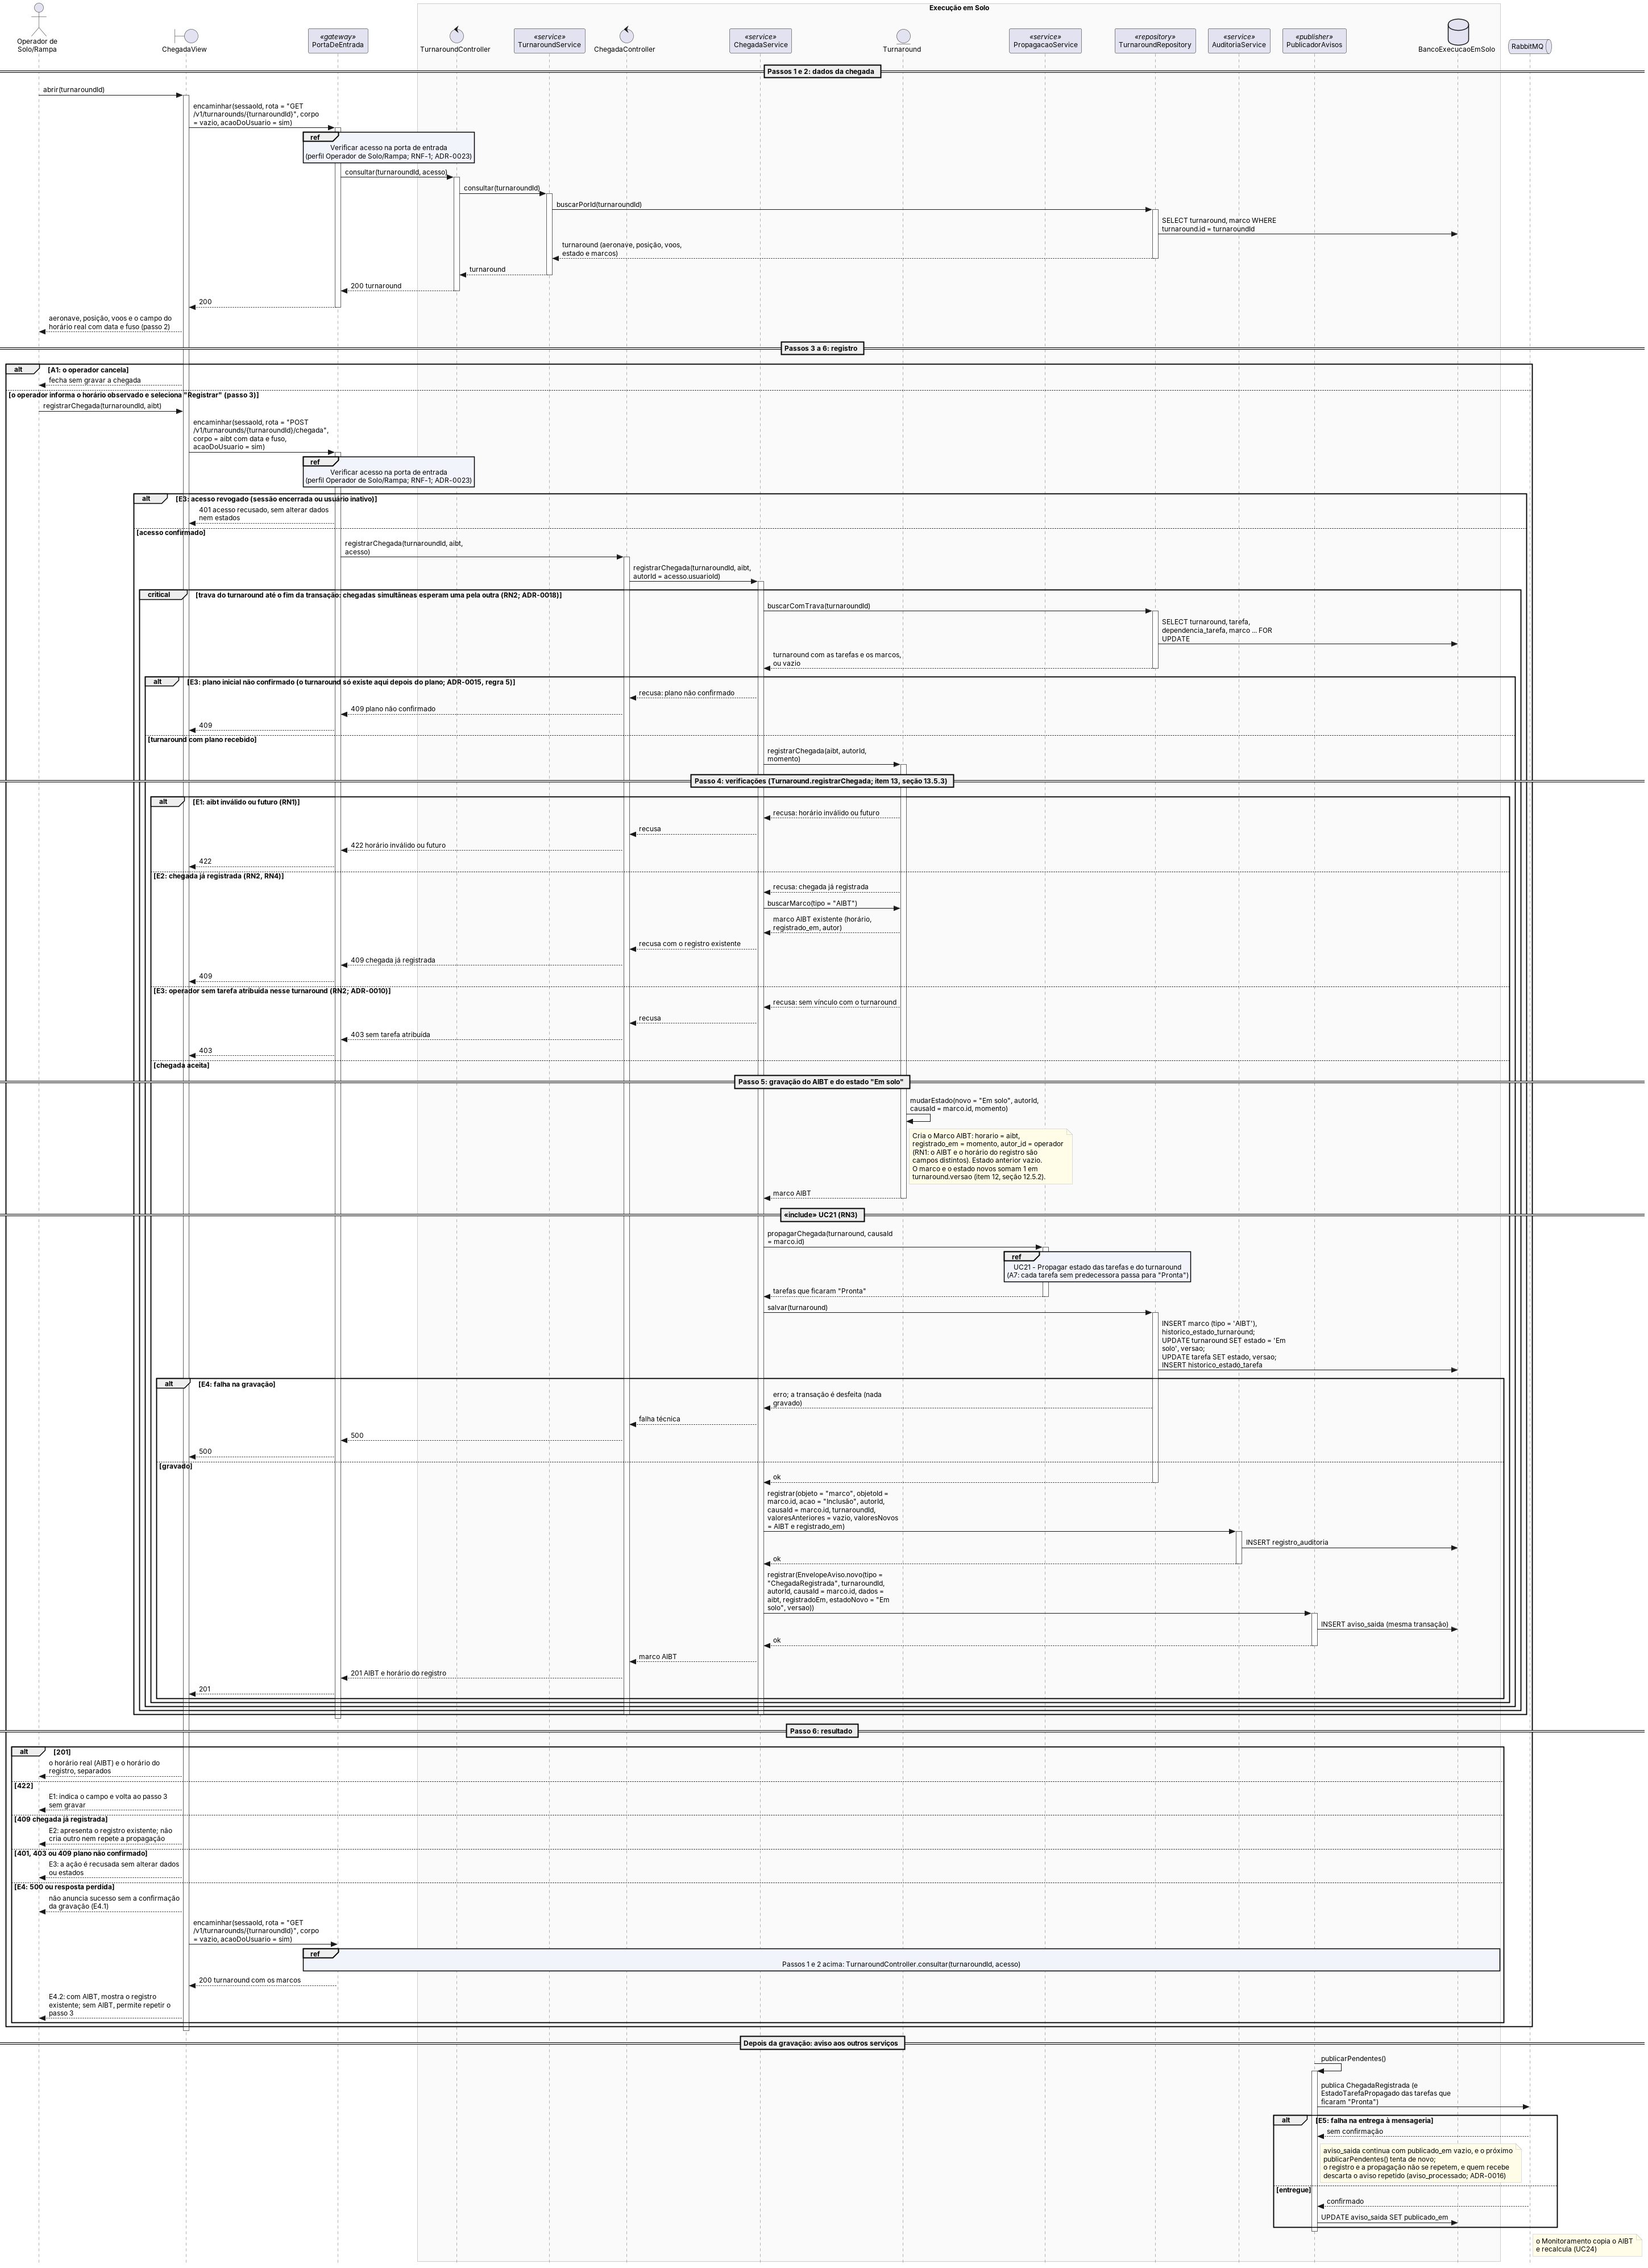 Execução em Solo
Operador de
Solo/Rampa
ChegadaView
«gateway»
PortaDeEntrada
TurnaroundController
«service»
TurnaroundService
ChegadaController
«service»
ChegadaService
Turnaround
«service»
PropagacaoService
«repository»
TurnaroundRepository
«service»
AuditoriaService
«publisher»
PublicadorAvisos
BancoExecucaoEmSolo
RabbitMQ
Passos 1 e 2: dados da chegada
abrir(turnaroundId)
encaminhar(sessaoId, rota = "GET
/v1/turnarounds/{turnaroundId}", corpo
= vazio, acaoDoUsuario = sim)
ref
Verificar acesso na porta de entrada
(perfil Operador de Solo/Rampa; RNF-1; ADR-0023)
consultar(turnaroundId, acesso)
consultar(turnaroundId)
buscarPorId(turnaroundId)
SELECT turnaround, marco WHERE
turnaround.id = turnaroundId
turnaround (aeronave, posição, voos,
estado e marcos)
turnaround
200 turnaround
200
aeronave, posição, voos e o campo do
horário real com data e fuso (passo 2)
Passos 3 a 6: registro
alt [A1: o operador cancela]
fecha sem gravar a chegada
[o operador informa o horário observado e seleciona "Registrar" (passo 3)]
registrarChegada(turnaroundId, aibt)
encaminhar(sessaoId, rota = "POST
/v1/turnarounds/{turnaroundId}/chegada",
corpo = aibt com data e fuso,
acaoDoUsuario = sim)
ref
Verificar acesso na porta de entrada
(perfil Operador de Solo/Rampa; RNF-1; ADR-0023)
alt [E3: acesso revogado (sessão encerrada ou usuário inativo)]
401 acesso recusado, sem alterar dados
nem estados
[acesso confirmado]
registrarChegada(turnaroundId, aibt,
acesso)
registrarChegada(turnaroundId, aibt,
autorId = acesso.usuarioId)
critical [trava do turnaround até o fim da transação: chegadas simultâneas esperam uma pela outra (RN2; ADR-0018)]
buscarComTrava(turnaroundId)
SELECT turnaround, tarefa,
dependencia_tarefa, marco ... FOR
UPDATE
turnaround com as tarefas e os marcos,
ou vazio
alt [E3: plano inicial não confirmado (o turnaround só existe aqui depois do plano; ADR-0015, regra 5)]
recusa: plano não confirmado
409 plano não confirmado
409
[turnaround com plano recebido]
registrarChegada(aibt, autorId,
momento)
Passo 4: verificações (Turnaround.registrarChegada; item 13, seção 13.5.3)
alt [E1: aibt inválido ou futuro (RN1)]
recusa: horário inválido ou futuro
recusa
422 horário inválido ou futuro
422
[E2: chegada já registrada (RN2, RN4)]
recusa: chegada já registrada
buscarMarco(tipo = "AIBT")
marco AIBT existente (horário,
registrado_em, autor)
recusa com o registro existente
409 chegada já registrada
409
[E3: operador sem tarefa atribuída nesse turnaround (RN2; ADR-0010)]
recusa: sem vínculo com o turnaround
recusa
403 sem tarefa atribuída
403
[chegada aceita]
Passo 5: gravação do AIBT e do estado "Em solo"
mudarEstado(novo = "Em solo", autorId,
causaId = marco.id, momento)
Cria o Marco AIBT: horario = aibt,
registrado_em = momento, autor_id = operador
(RN1: o AIBT e o horário do registro são
campos distintos). Estado anterior vazio.
O marco e o estado novos somam 1 em
turnaround.versao (item 12, seção 12.5.2).
marco AIBT
«include» UC21 (RN3)
propagarChegada(turnaround, causaId
= marco.id)
ref
UC21 - Propagar estado das tarefas e do turnaround
(A7: cada tarefa sem predecessora passa para "Pronta")
tarefas que ficaram "Pronta"
salvar(turnaround)
INSERT marco (tipo = 'AIBT'),
historico_estado_turnaround;
UPDATE turnaround SET estado = 'Em
solo', versao;
UPDATE tarefa SET estado, versao;
INSERT historico_estado_tarefa
alt [E4: falha na gravação]
erro; a transação é desfeita (nada
gravado)
falha técnica
500
500
[gravado]
ok
registrar(objeto = "marco", objetoId =
marco.id, acao = "Inclusão", autorId,
causaId = marco.id, turnaroundId,
valoresAnteriores = vazio, valoresNovos
= AIBT e registrado_em)
INSERT registro_auditoria
ok
registrar(EnvelopeAviso.novo(tipo =
"ChegadaRegistrada", turnaroundId,
autorId, causaId = marco.id, dados =
aibt, registradoEm, estadoNovo = "Em
solo", versao))
INSERT aviso_saida (mesma transação)
ok
marco AIBT
201 AIBT e horário do registro
201
Passo 6: resultado
alt [201]
o horário real (AIBT) e o horário do
registro, separados
[422]
E1: indica o campo e volta ao passo 3
sem gravar
[409 chegada já registrada]
E2: apresenta o registro existente; não
cria outro nem repete a propagação
[401, 403 ou 409 plano não confirmado]
E3: a ação é recusada sem alterar dados
ou estados
[E4: 500 ou resposta perdida]
não anuncia sucesso sem a confirmação
da gravação (E4.1)
encaminhar(sessaoId, rota = "GET
/v1/turnarounds/{turnaroundId}", corpo
= vazio, acaoDoUsuario = sim)
ref
Passos 1 e 2 acima: TurnaroundController.consultar(turnaroundId, acesso)
200 turnaround com os marcos
E4.2: com AIBT, mostra o registro
existente; sem AIBT, permite repetir o
passo 3
Depois da gravação: aviso aos outros serviços
publicarPendentes()
publica ChegadaRegistrada (e
EstadoTarefaPropagado das tarefas que
ficaram "Pronta")
alt [E5: falha na entrega à mensageria]
sem confirmação
aviso_saida continua com publicado_em vazio, e o próximo
publicarPendentes() tenta de novo;
o registro e a propagação não se repetem, e quem recebe
descarta o aviso repetido (aviso_processado; ADR-0016)
[entregue]
confirmado
UPDATE aviso_saida SET publicado_em
o Monitoramento copia o AIBT
e recalcula (UC24)